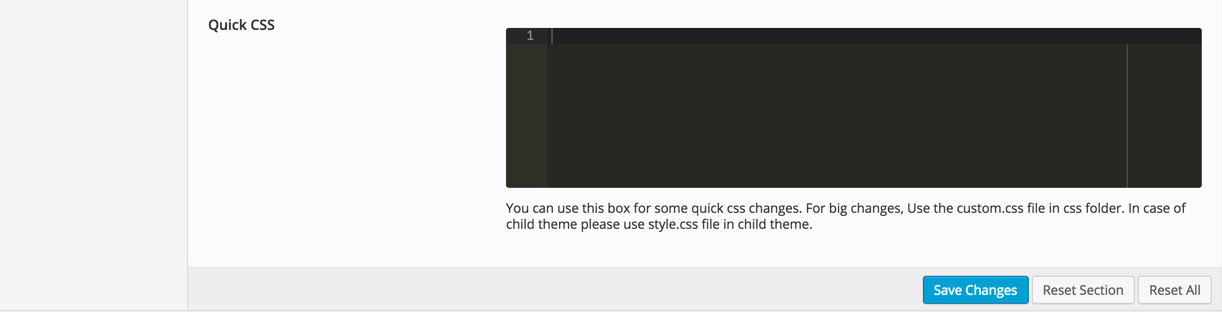 Quick CSS
1
You can use this box for some quick css changes. For big changes, Use the custom.css file in css folder. In case of
child theme please use style.css file in child theme.
Save Changes
Reset Section
Reset All